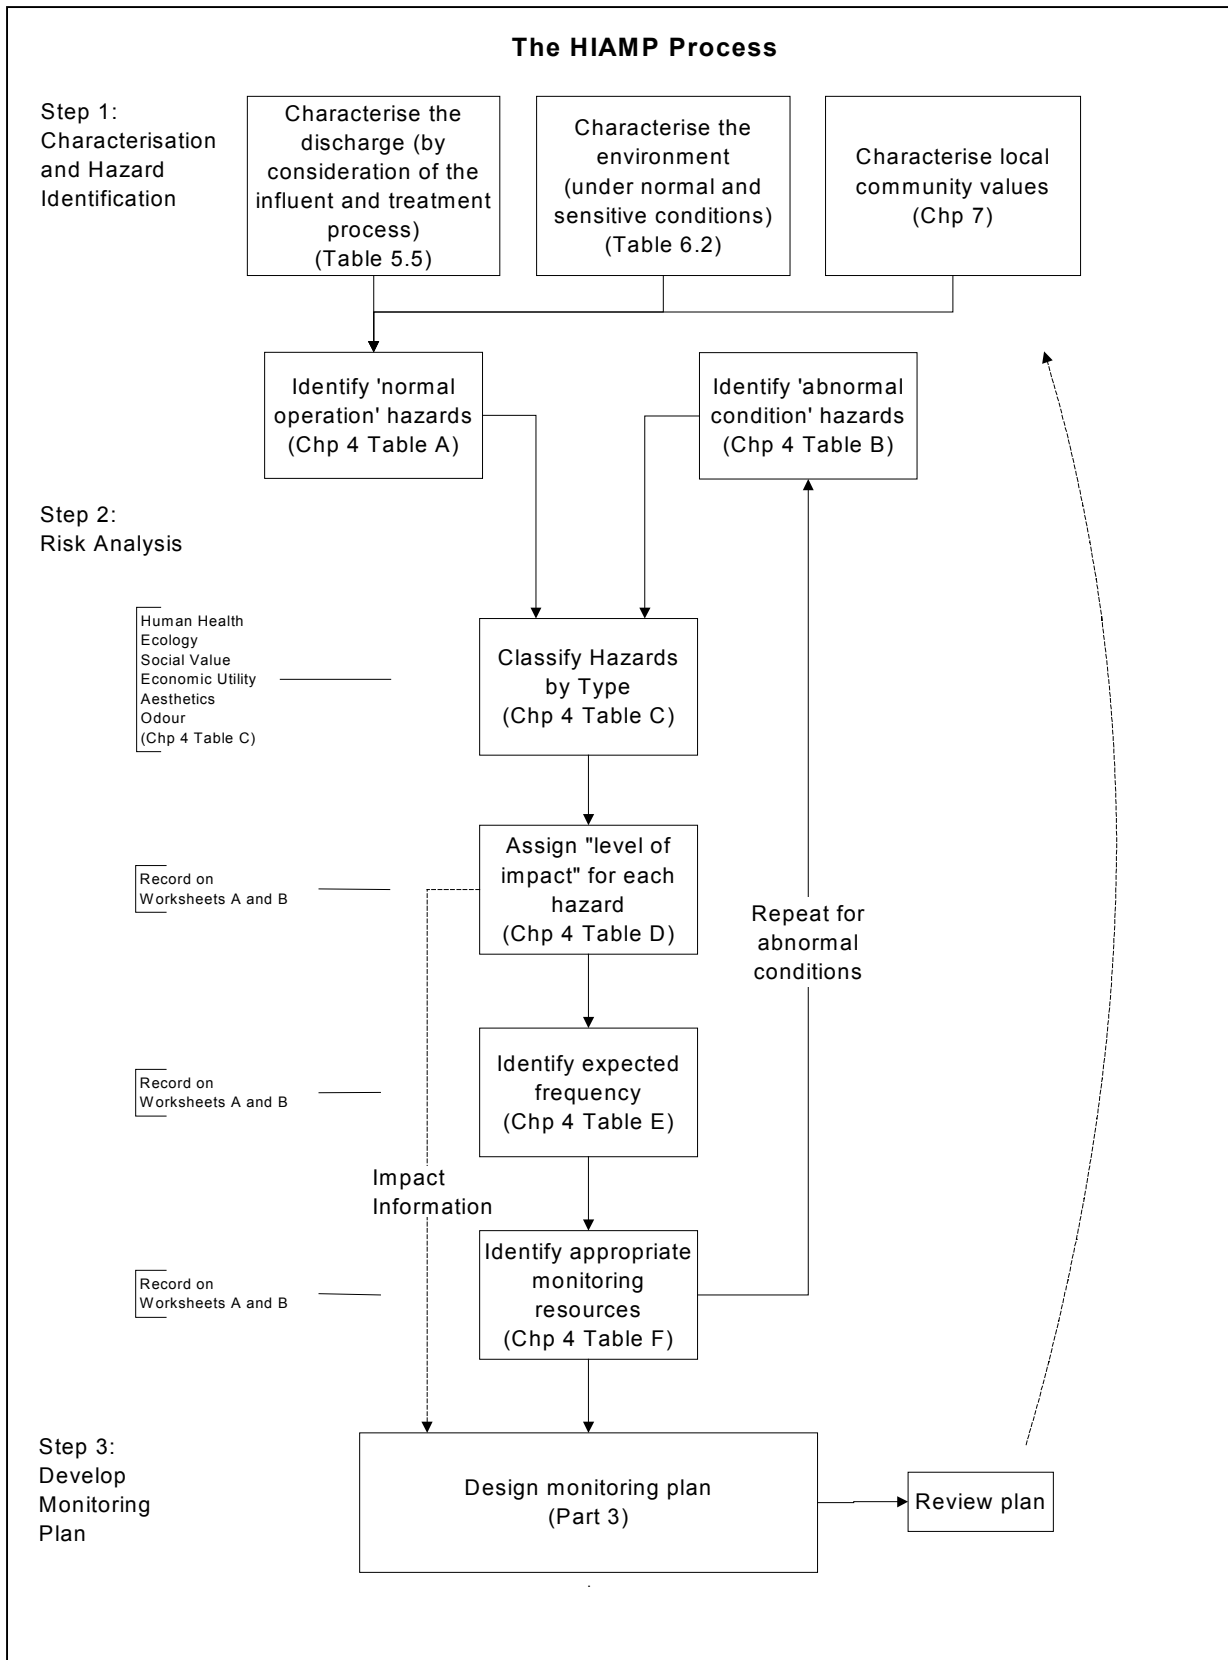 The HIAMP Process
Step 1:
Characterisation
and Hazard
Identification
Characterise the
discharge (by
consideration of the
influent and treatment
process)
(Table 5.5)
Characterise the
environment
(under normal and
sensitive conditions)
(Table 6.2)
Characterise local
community values
(Chp 7)
Identify 'normal
operation' hazards
(Chp 4 Table A)
Identify 'abnormal
condition' hazards
(Chp 4 Table B)
Step 2:
Risk Analysis
Human Health
Ecology
Social Value
Economic Utility
Aesthetics
Odour
(Chp 4 Table C)
Classify Hazards
by Type
(Chp 4 Table C)
Record on
Worksheets A and B
Assign "level of
impact" for each
hazard
(Chp 4 Table D)
Repeat for
abnormal
conditions
Record on
Worksheets A and B
Identify expected
frequency
(Chp 4 Table E)
Impact
Information
Record on
Worksheets A and B
Identify appropriate
monitoring
resources
(Chp 4 Table F)
Step 3:
Develop
Monitoring
Plan
Design monitoring plan
(Part 3)
Review plan